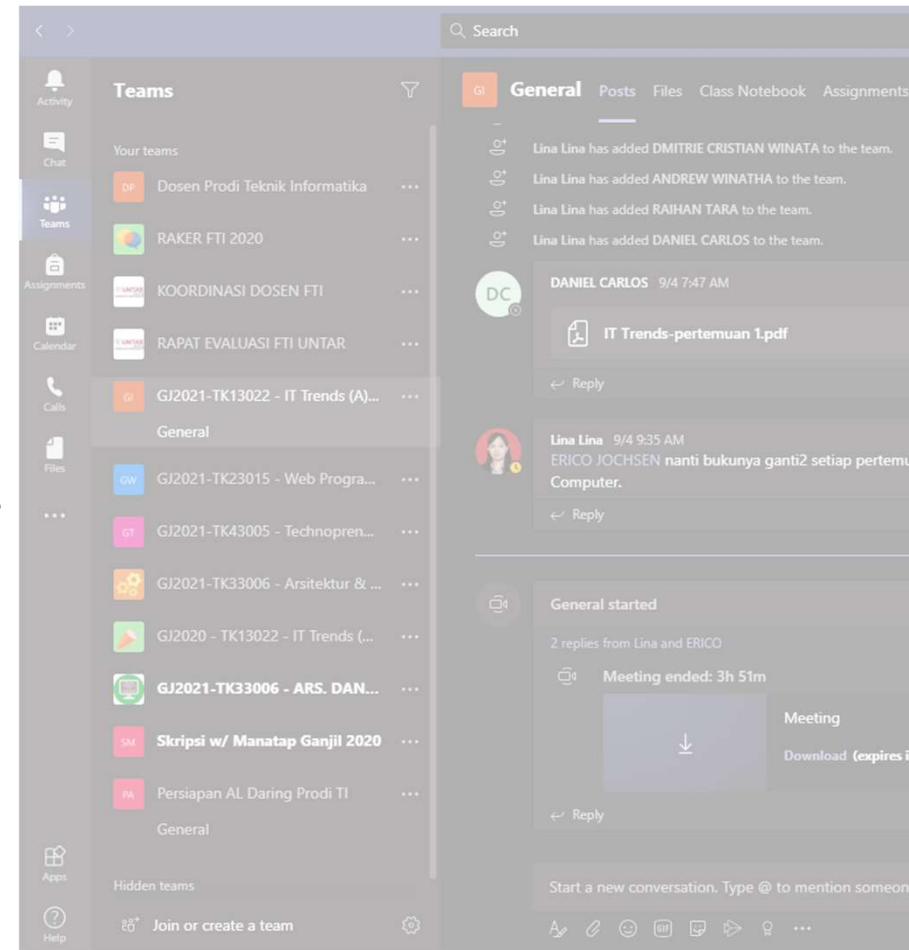 Search
Activity
Chat
Teams
Assignments
Calendar
Calls
Files
Apps
Help
Teams
Your teams
DP Dosen Prodi Teknik Informatika
RAKER FTI 2020
UNTAR KOORDINASI DOSEN FTI
UNTAR RAPAT EVALUASI FTI UNTAR
GI GJ2021-TK13022 - IT Trends (A)...
General
GW GJ2021-TK23015 - Web Progra...
GT GJ2021-TK43005 - Technopren...
GJ2021-TK33006 - Arsitektur & ...
GJ2020 - TK13022 - IT Trends (...
GJ2021-TK33006 - ARS. DAN...
SM Skripsi w/ Manatap Ganjil 2020
PA Persiapan AL Daring Prodi TI
General
Hidden teams
Join or create a team
GI General Posts Files Class Notebook Assignments
Lina Lina has added DMITRIE CRISTIAN WINATA to the team.
Lina Lina has added ANDREW WINATHA to the team.
Lina Lina has added RAIHAN TARA to the team.
Lina Lina has added DANIEL CARLOS to the team.
DC DANIEL CARLOS 9/4 7:47 AM
IT Trends-pertemuan 1.pdf
Reply
Lina Lina 9/4 9:35 AM
ERICO JOCHSEN nanti bukunya ganti2 setiap pertemu
Computer.
Reply
General started
2 replies from Lina and ERICO
Meeting ended: 3h 51m
Meeting
Download (expires i
Reply
Start a new conversation. Type @ to mention someon
GIF